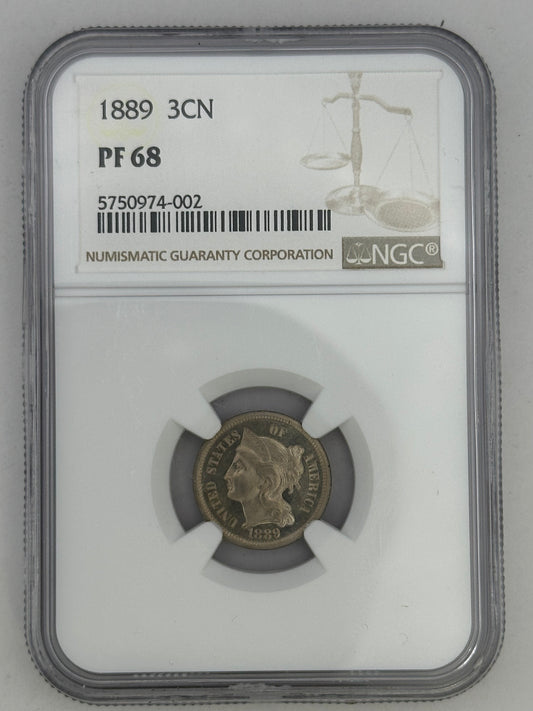 1889 3CN
PF 68
5750974-002
NUMISMATIC GUARANTY CORPORATION
NGC®
UNITED STATES OF AMERICA
1889